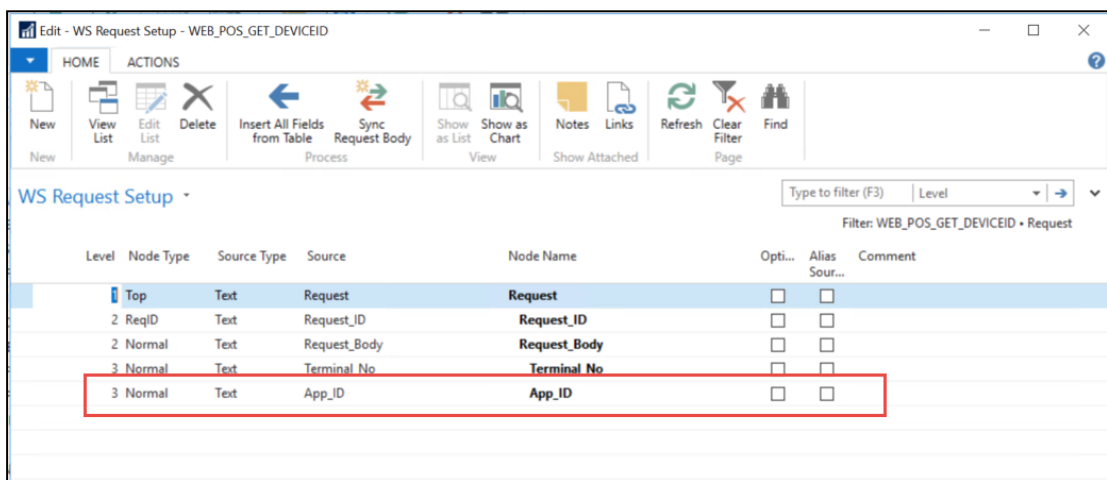 Edit - WS Request Setup - WEB_POS_GET_DEVICEID
HOME ACTIONS
New View List Edit List Delete Insert All Fields from Table Sync Request Body Show as List Show as Chart Notes Links Refresh Clear Filter Find
New Manage Process View Show Attached Page
WS Request Setup Type to filter (F3) Level
Filter: WEB_POS_GET_DEVICEID • Request
Level Node Type Source Type Source Node Name Opti... Alias Sour... Comment
1 Top Text Request Request
2 ReqID Text Request_ID Request_ID
2 Normal Text Request_Body Request_Body
3 Normal Text Terminal_No Terminal_No
3 Normal Text App_ID App_ID